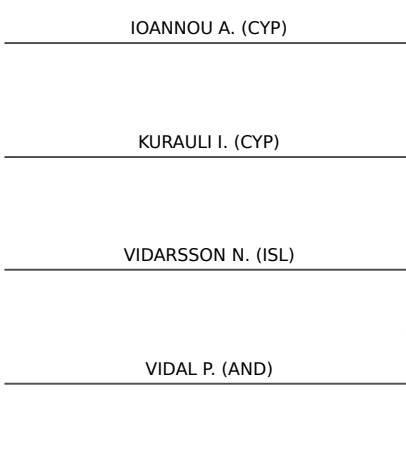 IOANNOU A. (CYP)
KURAULI I. (CYP)
VIDARSSON N. (ISL)
VIDAL P. (AND)